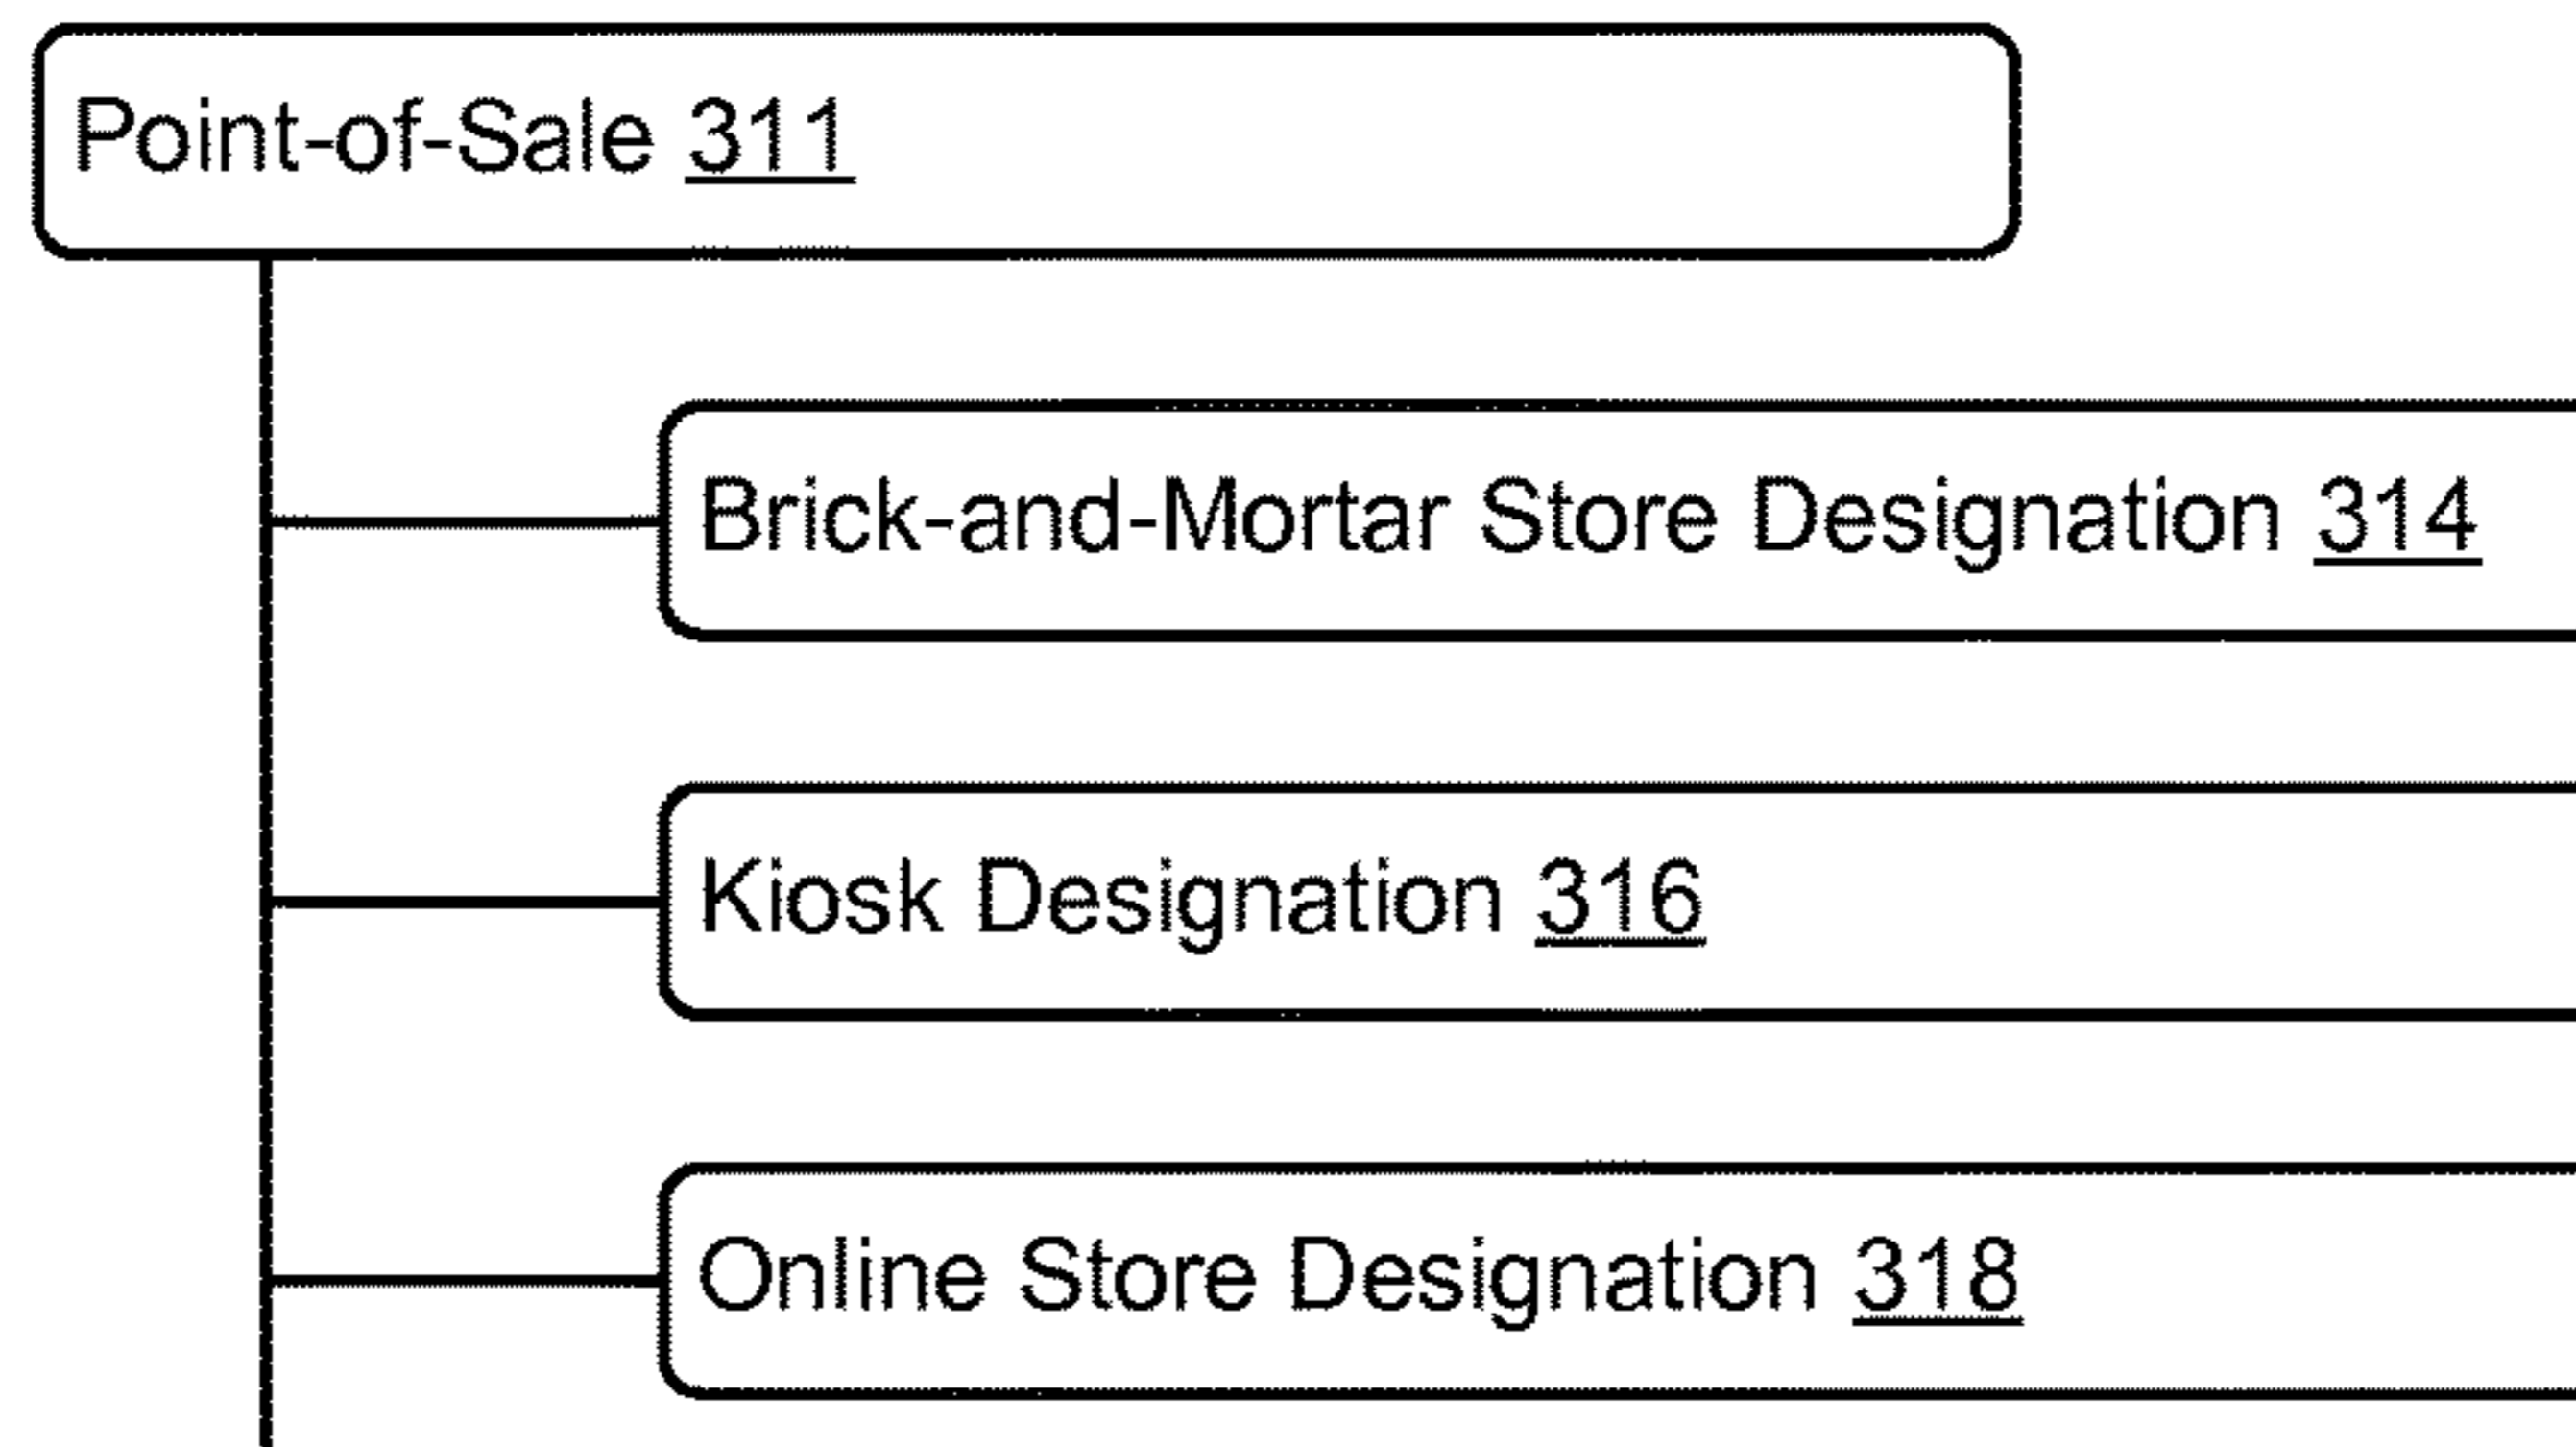 Point-of-Sale 311
Brick-and-Mortar Store Designation 314
Kiosk Designation 316
Online Store Designation 318